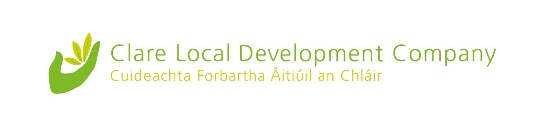 Clare Local Development Company
Cuideachta Forbartha Áitiúil an Chláir